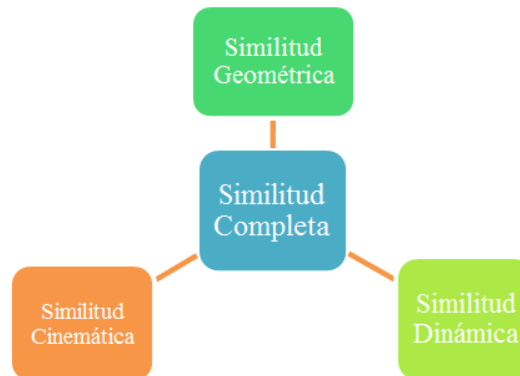 Similitud
Geométrica
Similitud
Completa
Similitud
Cinemática
Similitud
Dinámica